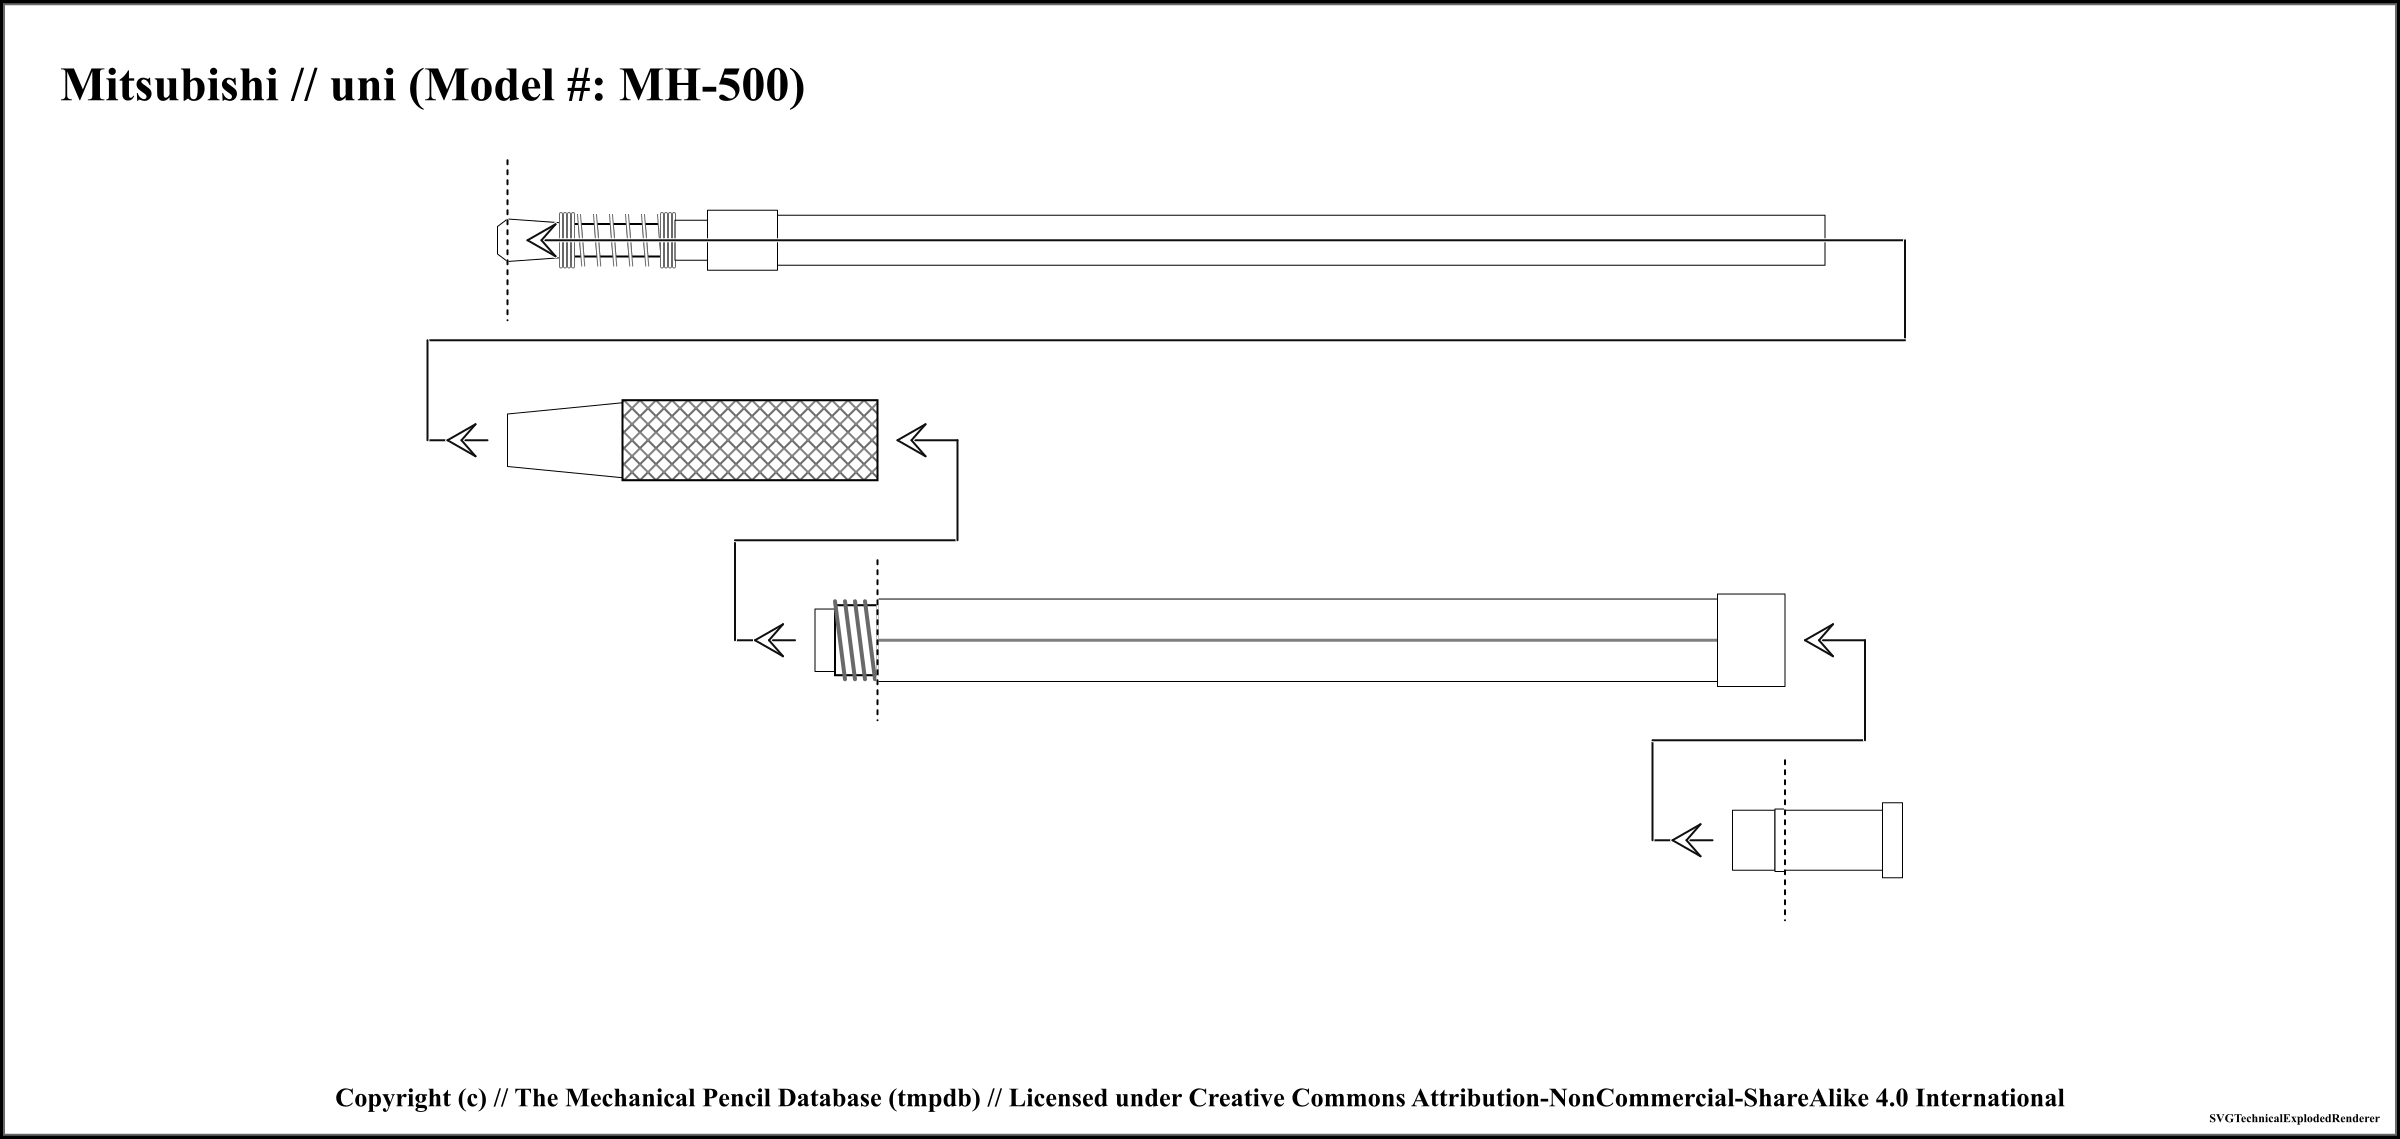 Mitsubishi // uni (Model #: MH-500)
Copyright (c) // The Mechanical Pencil Database (tmpdb) // Licensed under Creative Commons Attribution-NonCommercial-ShareAlike 4.0 International
SVGTechnicalExplodedRenderer